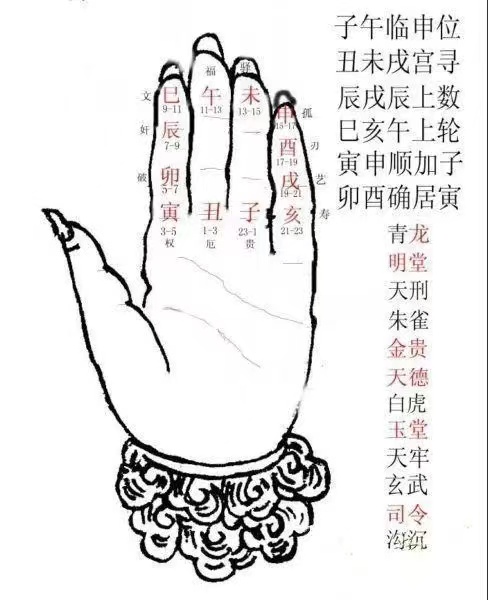 子午临申位
丑未戌宫寻
辰戌辰上数
巳亥午上轮
寅申顺加子
卯酉确居寅
青龙
明堂
天刑
朱雀
金贵
天德
白虎
玉堂
天牢
玄武
司令
沉
福 驿
文 巳 午 未 申 孤
9-11 11-13 13-15 15-17
奸 辰 酉 刃
7-9 17-19
破 卯 戌 艺
5-7 19-21
寅 丑 子 亥 寿
3-5 1-3 23-1 21-23
权 厄 贵